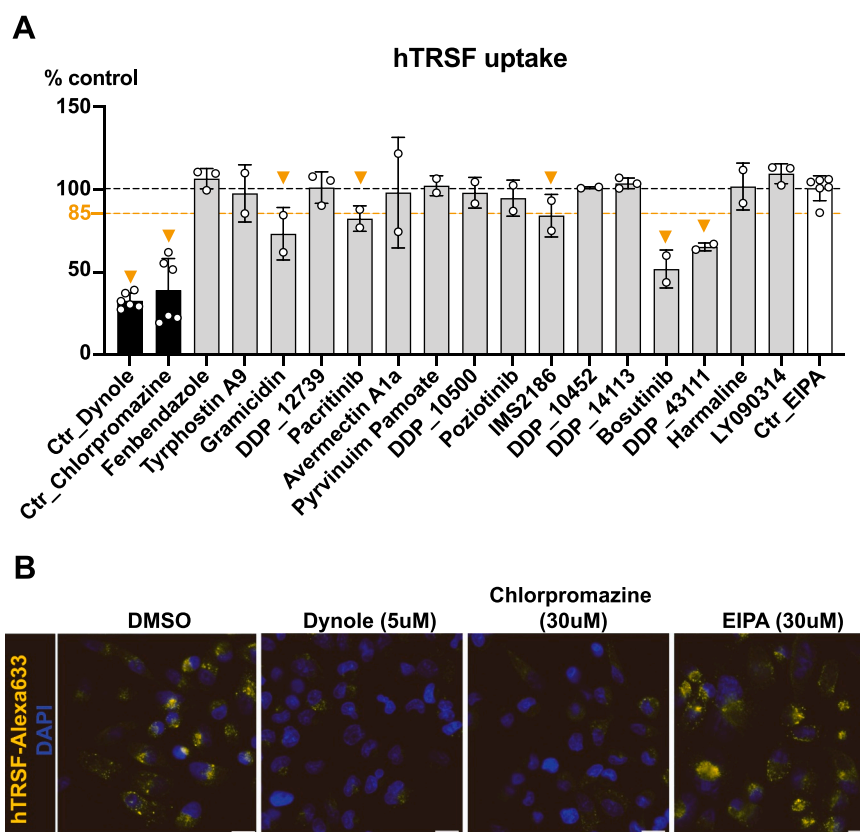 A
hTRSF uptake
% control
150
100
85
50
0
Ctr_Dynole
Ctr_Chlorpromazine
Fenbendazole
Tyrphostin A9
Gramicidin
DDP_12739
Pacritinib
Avermectin A1a
Pyrvinuim Pamoate
DDP_10500
Poziotinib
IMS2186
DDP_10452
DDP_14113
Bosutinib
DDP_43111
Harmaline
LY090314
Ctr_EIPA
B
DMSO
Dynole (5uM)
Chlorpromazine
(30uM)
EIPA (30uM)
hTRSF-Alexa633
DAPI